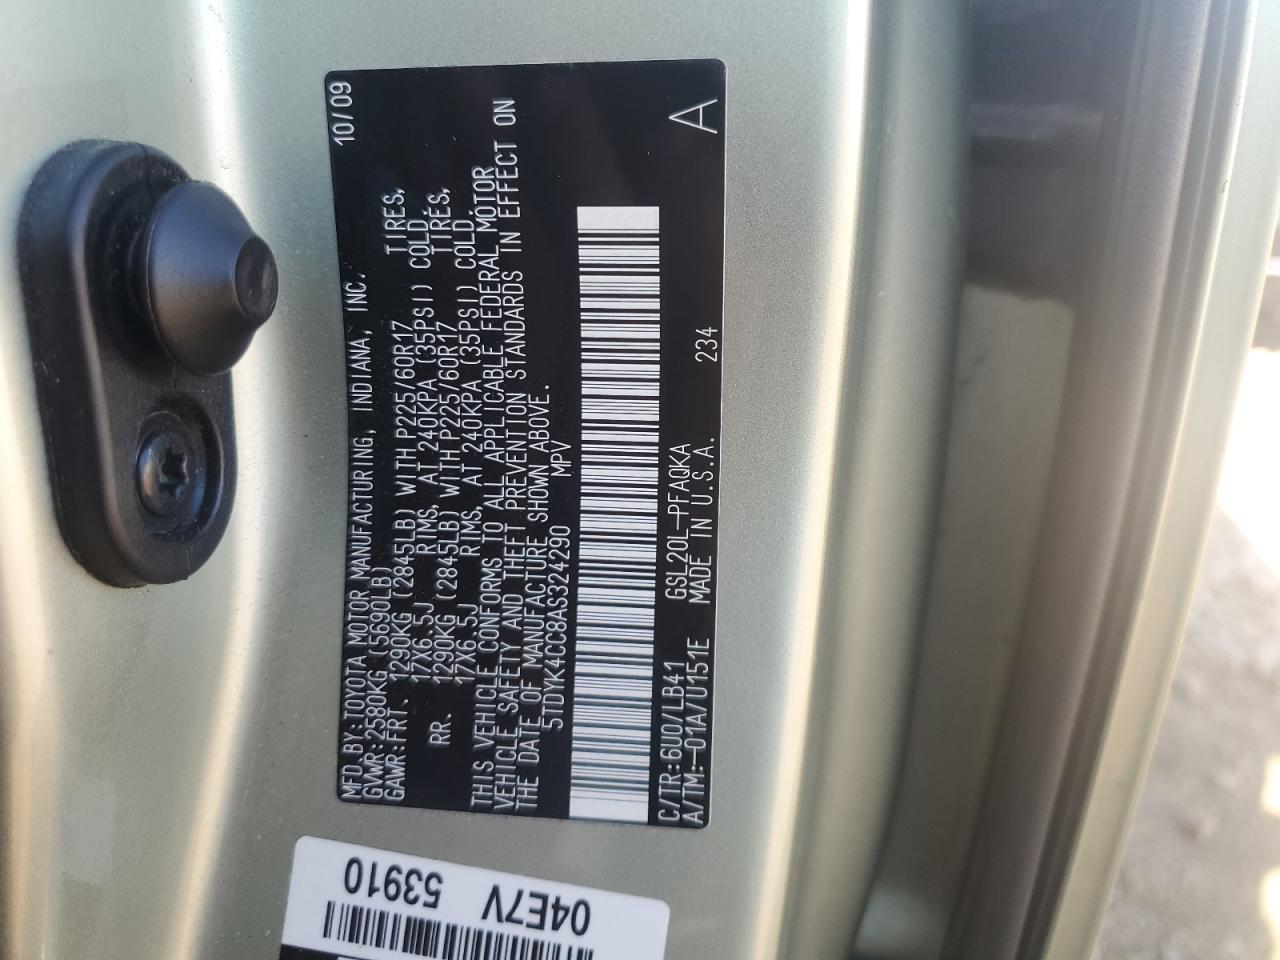 MFD.BY:TOYOTA MOTOR MANUFACTURING, INDIANA, INC. 10/09
GVWR:2580KG (5690LB)
GAWR:FRT. 1290KG (2845LB) WITH P225/60R17 TIRES,
17X6.5J RIMS, AT 240KPA (35PSI) COLD.
RR. 1290KG (2845LB) WITH P225/60R17 TIRES,
17X6.5J RIMS, AT 240KPA (35PSI) COLD.
THIS VEHICLE CONFORMS TO ALL APPLICABLE FEDERAL MOTOR
VEHICLE SAFETY AND THEFT PREVENTION STANDARDS IN EFFECT ON
THE DATE OF MANUFACTURE SHOWN ABOVE.
5TDYK4CC8AS324290 MPV
C/TR:6U0/LB41 GSL20L-PFAQKA
A/TM:-01A/U151E MADE IN U.S.A. 234 A
04E7V 53910